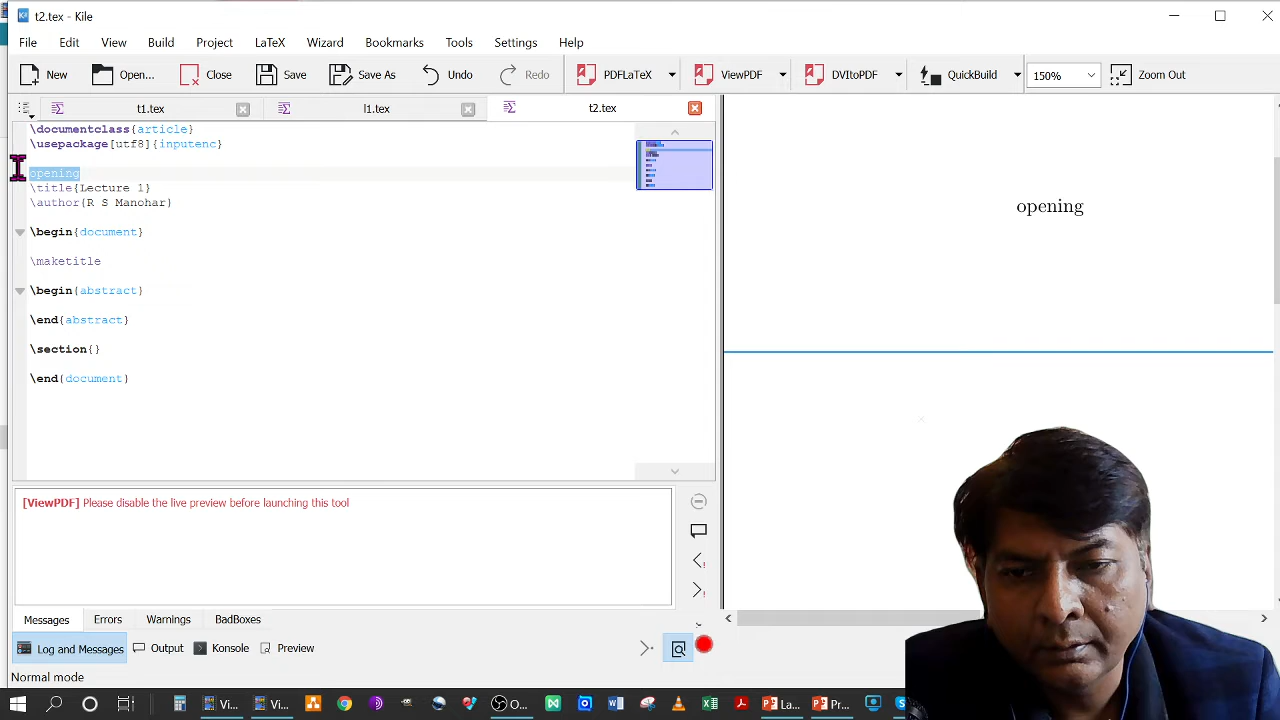 t2.tex - Kile
File Edit View Build Project LaTeX Wizard Bookmarks Tools Settings Help
New Open... Close Save Save As Undo Redo PDFLaTeX ViewPDF DVItoPDF QuickBuild 150% Zoom Out
t1.tex l1.tex t2.tex
\documentclass{article}
\usepackage[utf8]{inputenc}
opening
\title{Lecture 1}
\author{R S Manohar}
\begin{document}
\maketitle
\begin{abstract}
\end{abstract}
\section{}
\end{document}
opening
[ViewPDF] Please disable the live preview before launching this tool
Messages Errors Warnings BadBoxes
Log and Messages Output Konsole Preview
Normal mode
Vi... Vi... O... La... Pr...